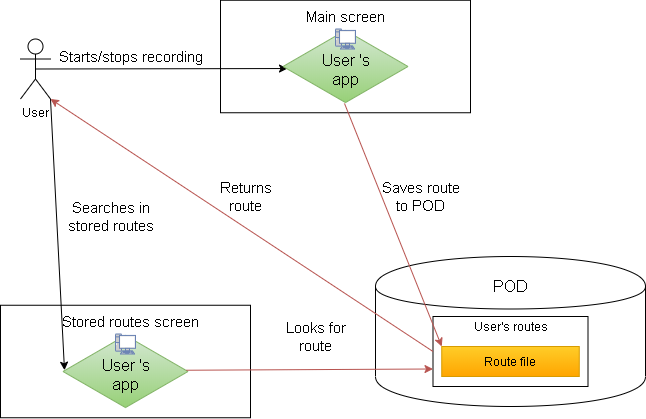 Main screen
Starts/stops recording
User 's
app
User
Returns
route
Saves route
to POD
Searches in
stored routes
POD
Stored routes screen
User 's
app
Looks for
route
User's routes
Route file